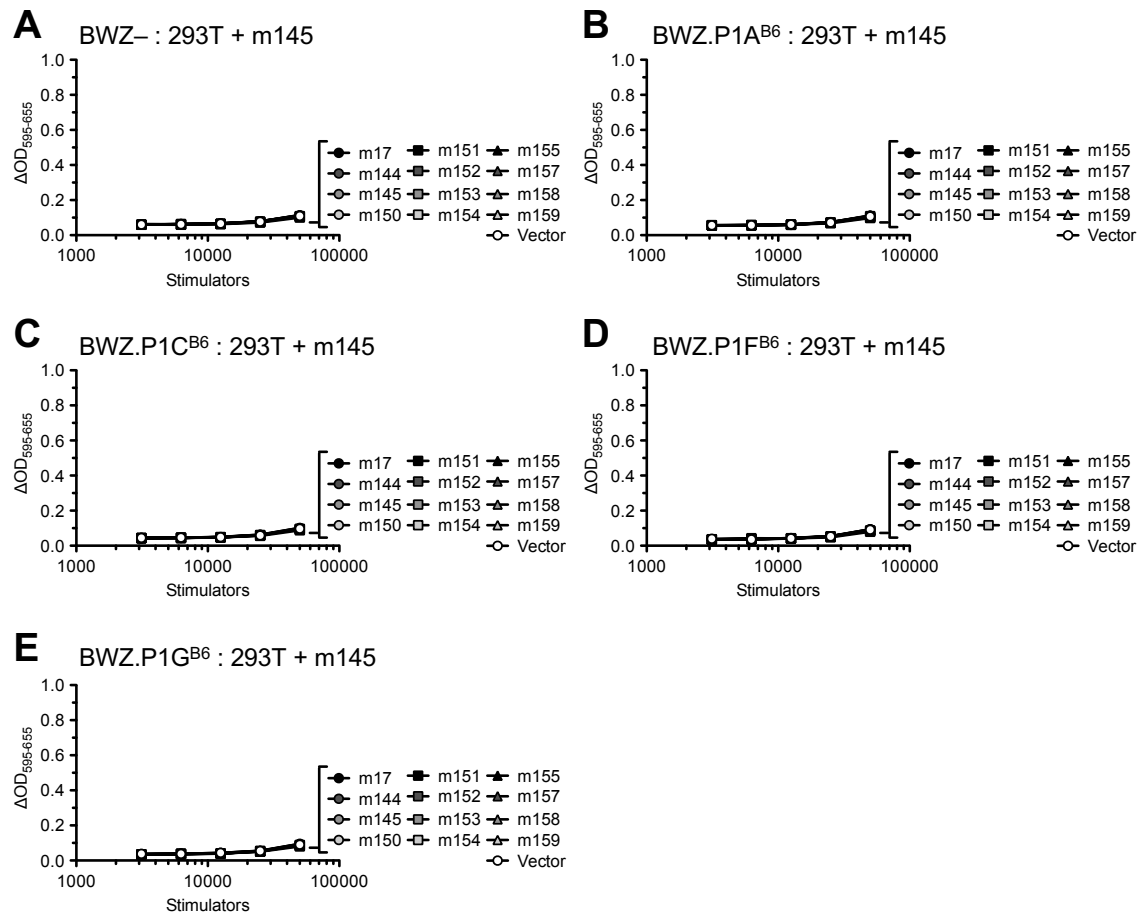 A
BWZ– : 293T + m145
1.0
0.8
0.6
0.4
0.2
0.0
ΔOD595-655
1000
10000
100000
Stimulators
m17
m151
m155
m144
m152
m157
m145
m153
m158
m150
m154
m159
Vector
B
BWZ.P1AB6 : 293T + m145
1.0
0.8
0.6
0.4
0.2
0.0
ΔOD595-655
1000
10000
100000
Stimulators
m17
m151
m155
m144
m152
m157
m145
m153
m158
m150
m154
m159
Vector
C
BWZ.P1CB6 : 293T + m145
1.0
0.8
0.6
0.4
0.2
0.0
ΔOD595-655
1000
10000
100000
Stimulators
m17
m151
m155
m144
m152
m157
m145
m153
m158
m150
m154
m159
Vector
D
BWZ.P1FB6 : 293T + m145
1.0
0.8
0.6
0.4
0.2
0.0
ΔOD595-655
1000
10000
100000
Stimulators
m17
m151
m155
m144
m152
m157
m145
m153
m158
m150
m154
m159
Vector
E
BWZ.P1GB6 : 293T + m145
1.0
0.8
0.6
0.4
0.2
0.0
ΔOD595-655
1000
10000
100000
Stimulators
m17
m151
m155
m144
m152
m157
m145
m153
m158
m150
m154
m159
Vector